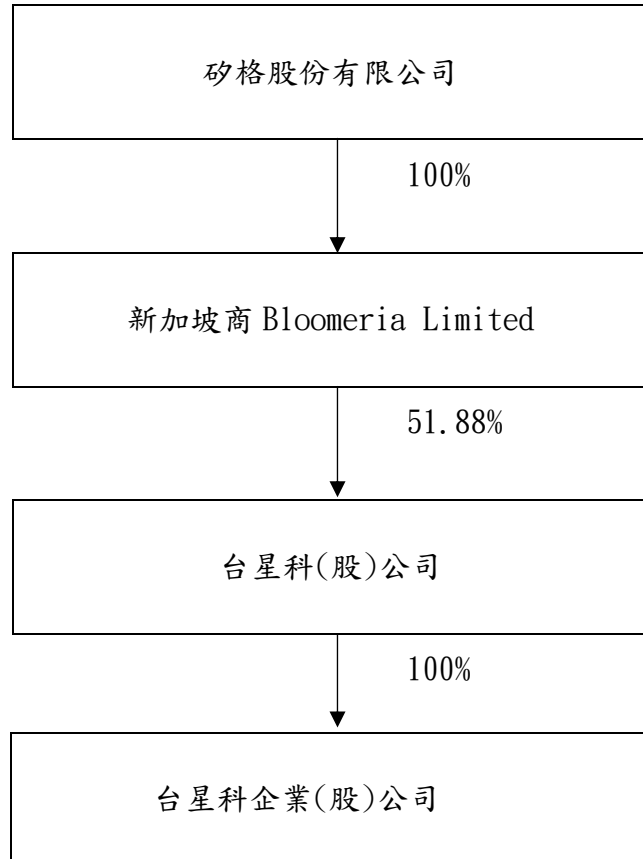 矽格股份有限公司
100%
新加坡商 Bloomeria Limited
51.88%
台星科(股)公司
100%
台星科企業(股)公司